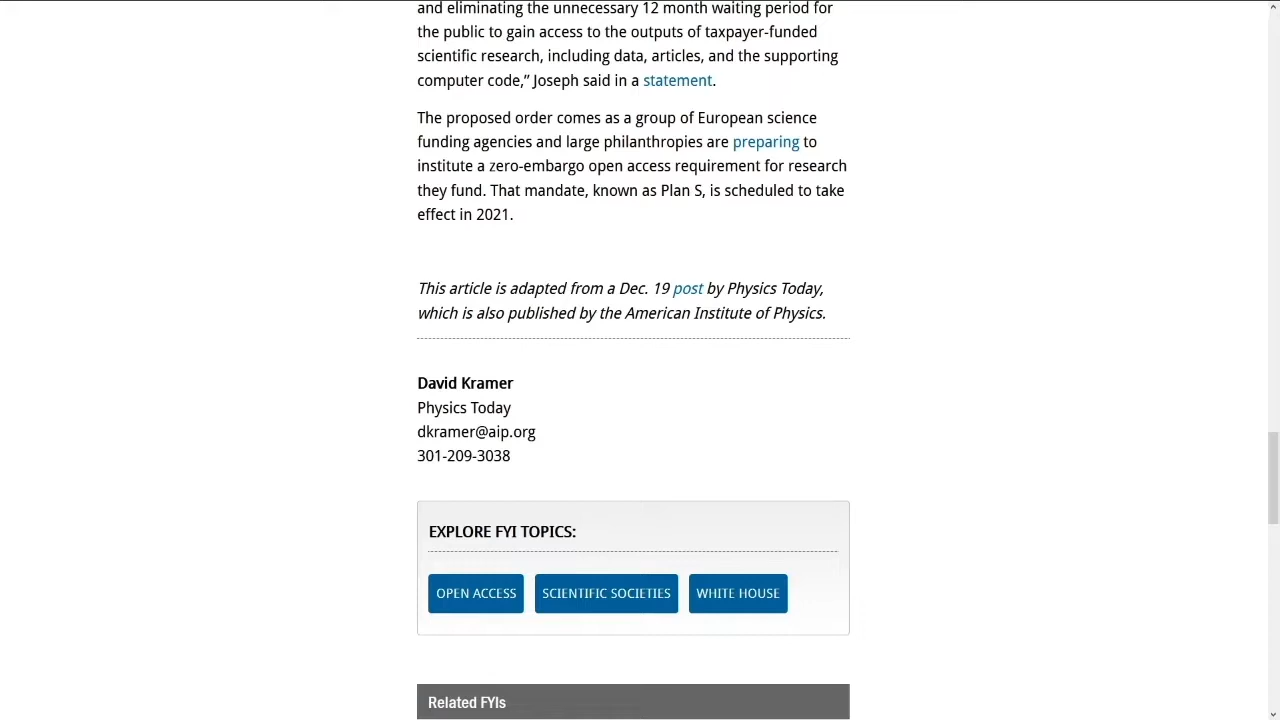 and eliminating the unnecessary 12 month waiting period for
the public to gain access to the outputs of taxpayer-funded
scientific research, including data, articles, and the supporting
computer code,” Joseph said in a statement.
The proposed order comes as a group of European science
funding agencies and large philanthropies are preparing to
institute a zero-embargo open access requirement for research
they fund. That mandate, known as Plan S, is scheduled to take
effect in 2021.
This article is adapted from a Dec. 19 post by Physics Today,
which is also published by the American Institute of Physics.
David Kramer
Physics Today
dkramer@aip.org
301-209-3038
EXPLORE FYI TOPICS:
OPEN ACCESS SCIENTIFIC SOCIETIES WHITE HOUSE
Related FYIs